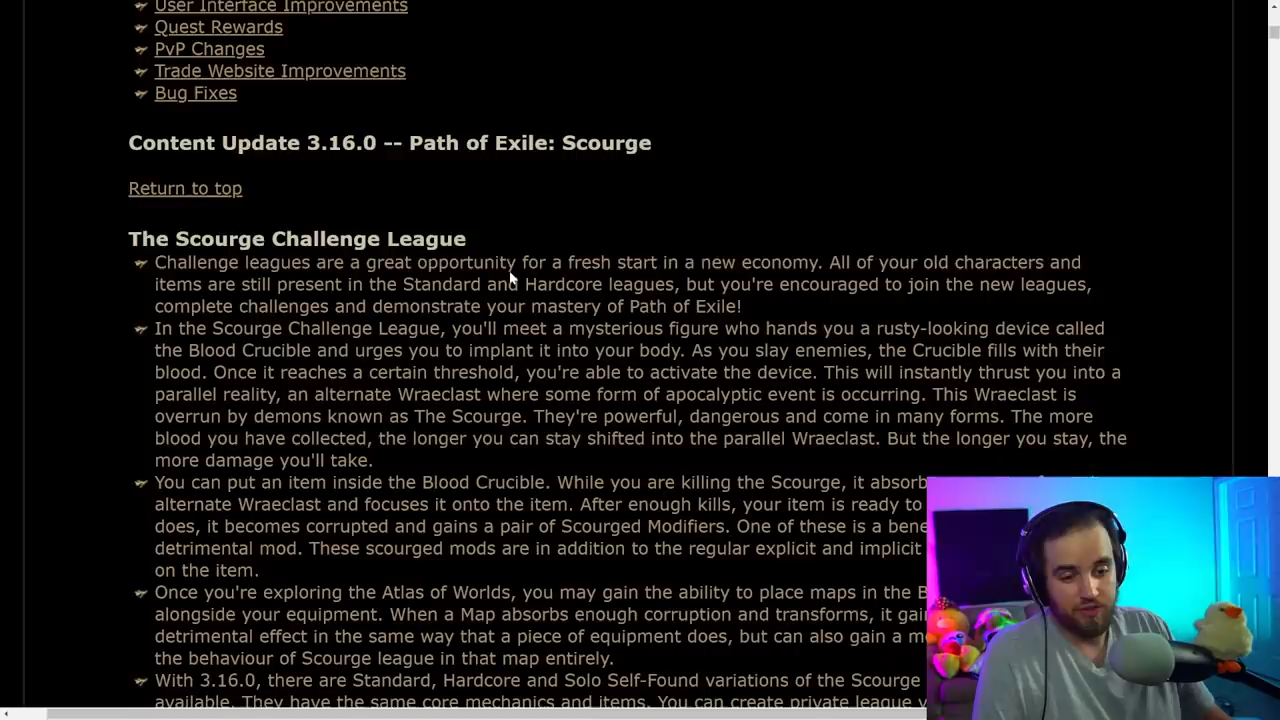 User Interface Improvements
Quest Rewards
PvP Changes
Trade Website Improvements
Bug Fixes
Content Update 3.16.0 -- Path of Exile: Scourge
Return to top
The Scourge Challenge League
Challenge leagues are a great opportunity for a fresh start in a new economy. All of your old characters and
items are still present in the Standard and Hardcore leagues, but you're encouraged to join the new leagues,
complete challenges and demonstrate your mastery of Path of Exile!
In the Scourge Challenge League, you'll meet a mysterious figure who hands you a rusty-looking device called
the Blood Crucible and urges you to implant it into your body. As you slay enemies, the Crucible fills with their
blood. Once it reaches a certain threshold, you're able to activate the device. This will instantly thrust you into a
parallel reality, an alternate Wraeclast where some form of apocalyptic event is occurring. This Wraeclast is
overrun by demons known as The Scourge. They're powerful, dangerous and come in many forms. The more
blood you have collected, the longer you can stay shifted into the parallel Wraeclast. But the longer you stay, the
more damage you'll take.
You can put an item inside the Blood Crucible. While you are killing the Scourge, it absorb
alternate Wraeclast and focuses it onto the item. After enough kills, your item is ready to
does, it becomes corrupted and gains a pair of Scourged Modifiers. One of these is a bene
detrimental mod. These scourged mods are in addition to the regular explicit and implicit
on the item.
Once you're exploring the Atlas of Worlds, you may gain the ability to place maps in the B
alongside your equipment. When a Map absorbs enough corruption and transforms, it gai
detrimental effect in the same way that a piece of equipment does, but can also gain a m
the behaviour of Scourge league in that map entirely.
With 3.16.0, there are Standard, Hardcore and Solo Self-Found variations of the Scourge
available. They have the same core mechanics and items. You can create private league v